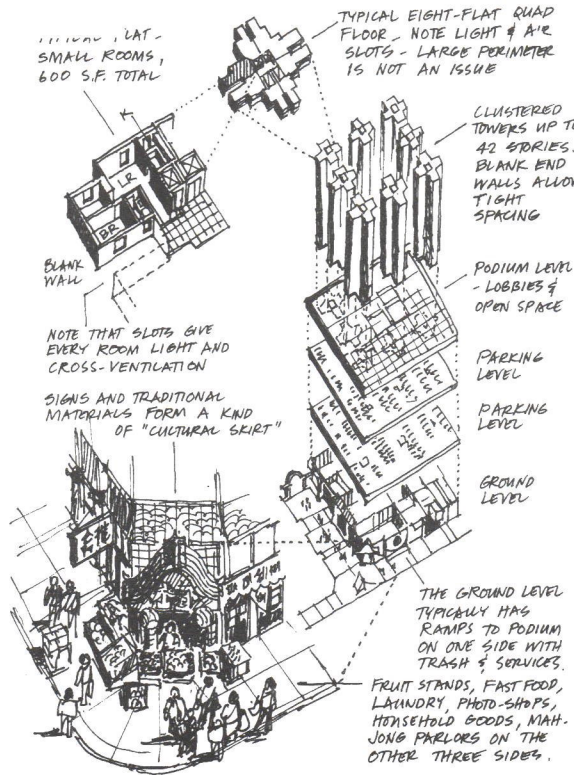 SMALL ROOMS,
600 S.F. TOTAL
TYPICAL EIGHT-FLAT QUAD
FLOOR - NOTE LIGHT & AIR
SLOTS - LARGE PERIMETER
IS NOT AN ISSUE
CLUSTERED
TOWERS UP TO
42 STORIES.
BLANK END
WALLS ALLOW
TIGHT
SPACING
LR
BR
BLANK
WALL
PODIUM LEVEL
- LOBBIES &
OPEN SPACE
NOTE THAT SLOTS GIVE
EVERY ROOM LIGHT AND
CROSS-VENTILATION
PARKING
LEVEL
PARKING
LEVEL
SIGNS AND TRADITIONAL
MATERIALS FORM A KIND
OF "CULTURAL SKIRT"
GROUND
LEVEL
THE GROUND LEVEL
TYPICALLY HAS
RAMPS TO PODIUM
ON ONE SIDE WITH
TRASH & SERVICES.
FRUIT STANDS, FAST FOOD,
LAUNDRY, PHOTO-SHOPS,
HOUSEHOLD GOODS, MAH-
JONG PARLORS ON THE
OTHER THREE SIDES.